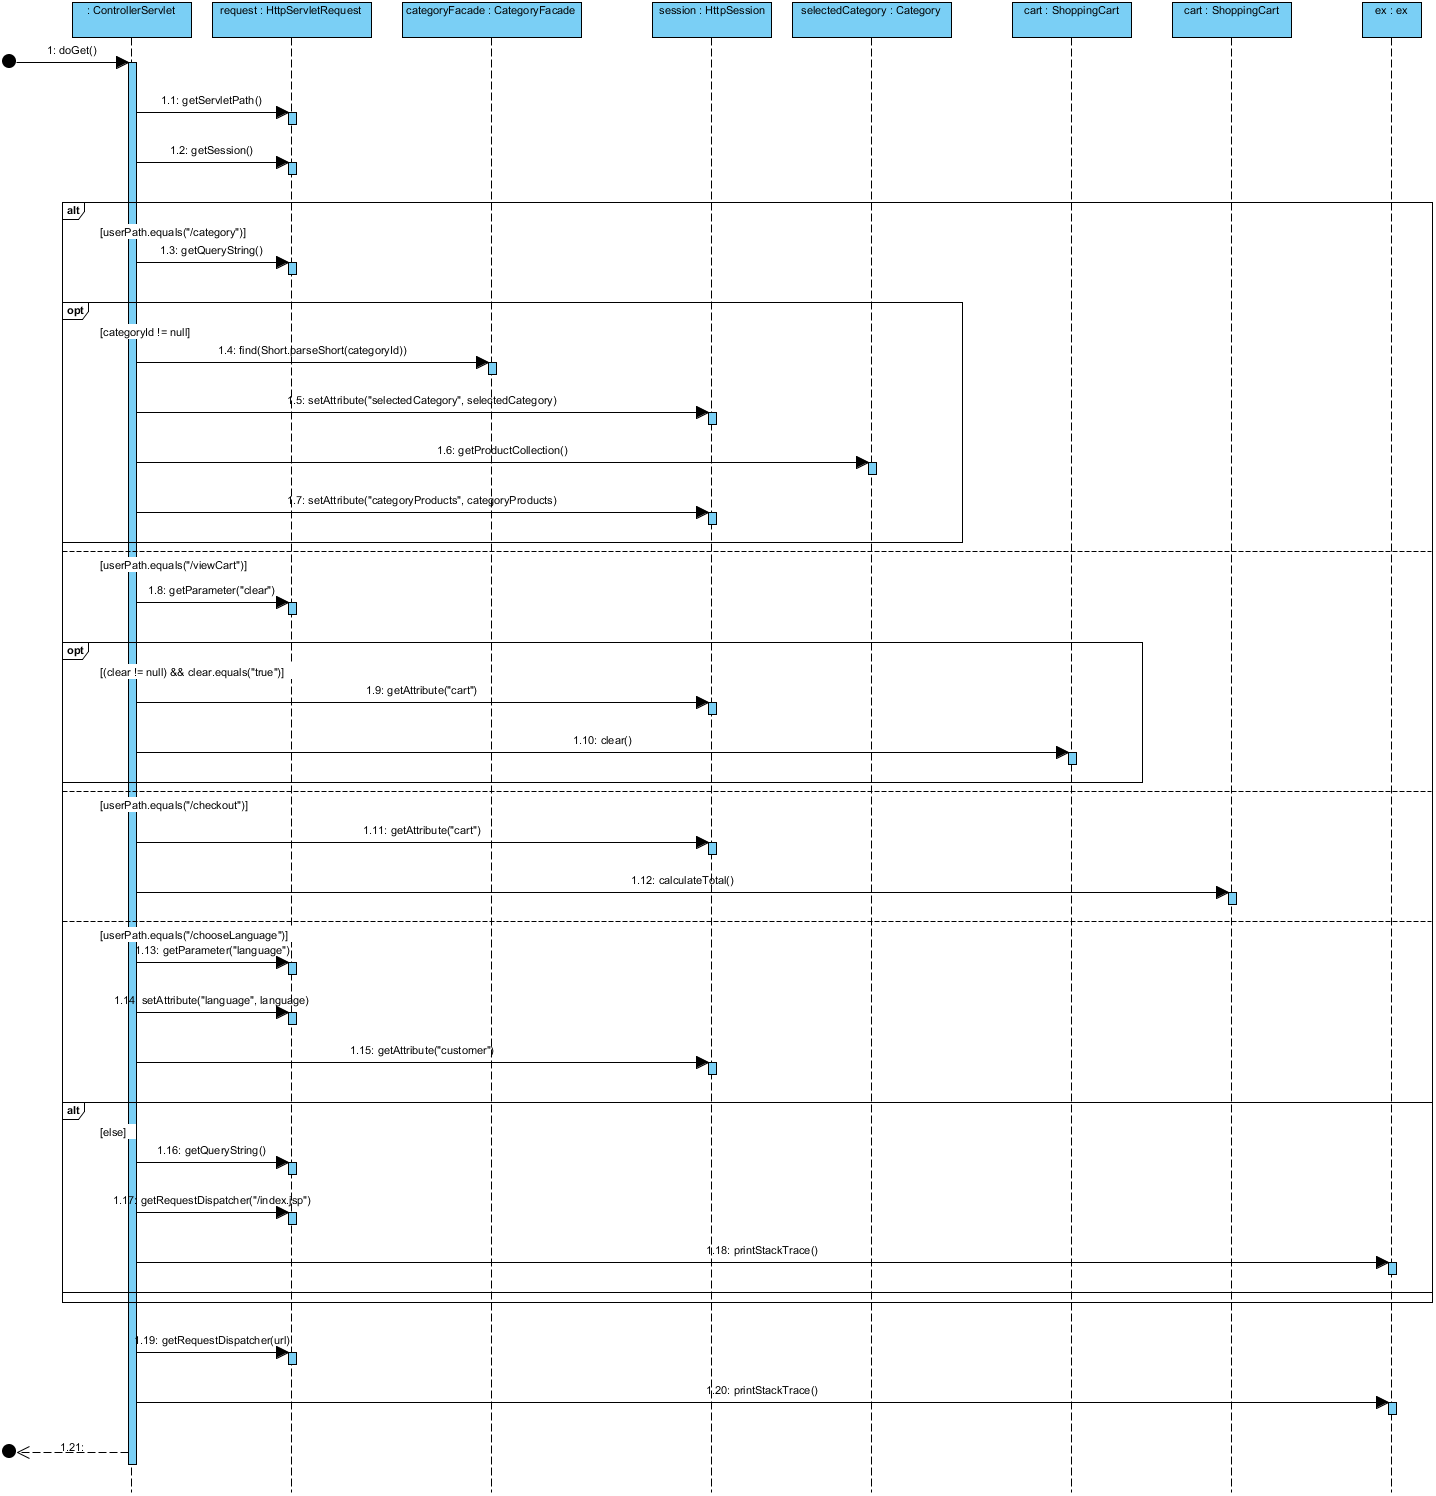 : ControllerServlet
request : HttpServletRequest
categoryFacade : CategoryFacade
session : HttpSession
selectedCategory : Category
cart : ShoppingCart
cart : ShoppingCart
ex : ex
1: doGet()
1.1: getServletPath()
1.2: getSession()
alt
[userPath.equals("/category")]
1.3: getQueryString()
opt
[categoryId != null]
1.4: find(Short.parseShort(categoryId))
1.5: setAttribute("selectedCategory", selectedCategory)
1.6: getProductCollection()
1.7: setAttribute("categoryProducts", categoryProducts)
[userPath.equals("/viewCart")]
1.8: getParameter("clear")
opt
[(clear != null) && clear.equals("true")]
1.9: getAttribute("cart")
1.10: clear()
[userPath.equals("/checkout")]
1.11: getAttribute("cart")
1.12: calculateTotal()
[userPath.equals("/chooseLanguage")]
1.13: getParameter("language")
1.14: setAttribute("language", language)
1.15: getAttribute("customer")
alt
[else]
1.16: getQueryString()
1.17: getRequestDispatcher("/index.jsp")
1.18: printStackTrace()
1.19: getRequestDispatcher(url)
1.20: printStackTrace()
1.21: